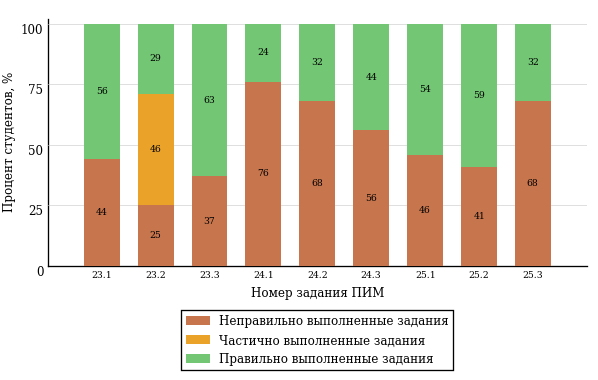 Процент студентов, %
100
75
50
25
0
56 29 63 24 32 44 54 59 32
46
44 25 37 76 68 56 46 41 68
23.1 23.2 23.3 24.1 24.2 24.3 25.1 25.2 25.3
Номер задания ПИМ
Неправильно выполненные задания
Частично выполненные задания
Правильно выполненные задания